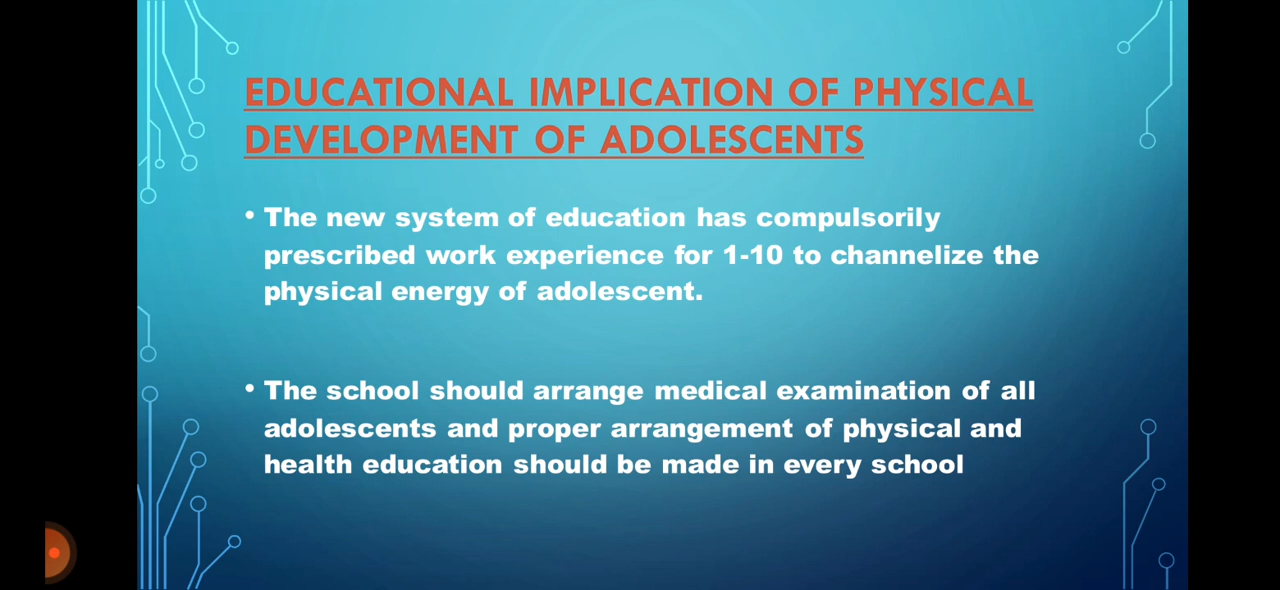 EDUCATIONAL IMPLICATION OF PHYSICAL
DEVELOPMENT OF ADOLESCENTS
• The new system of education has compulsorily
prescribed work experience for 1-10 to channelize the
physical energy of adolescent.
• The school should arrange medical examination of all
adolescents and proper arrangement of physical and
health education should be made in every school